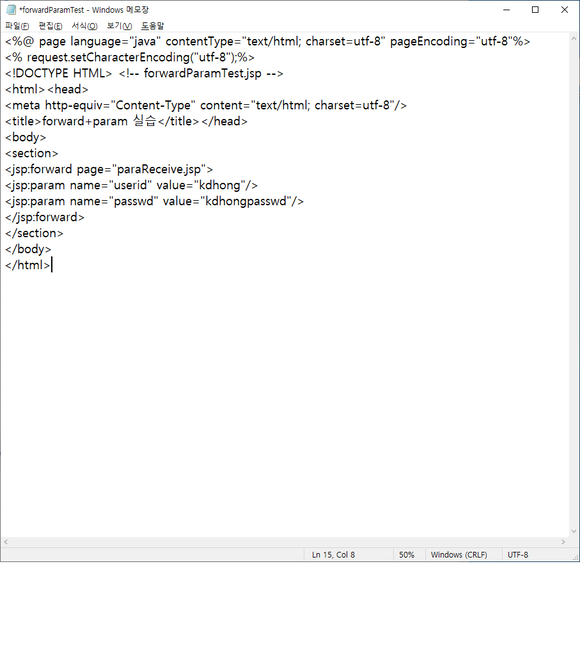 *forwardParamTest - Windows 메모장
파일(F) 편집(E) 서식(O) 보기(V) 도움말
<%@ page language="java" contentType="text/html; charset=utf-8" pageEncoding="utf-8"%>
<% request.setCharacterEncoding("utf-8");%>
<!DOCTYPE HTML> <!-- forwardParamTest.jsp -->
<html><head>
<meta http-equiv="Content-Type" content="text/html; charset=utf-8"/>
<title>forward+param 실습</title></head>
<body>
<section>
<jsp:forward page="paraReceive.jsp">
<jsp:param name="userid" value="kdhong"/>
<jsp:param name="passwd" value="kdhongpasswd"/>
</jsp:forward>
</section>
</body>
</html>
Ln 15, Col 8 50% Windows (CRLF) UTF-8